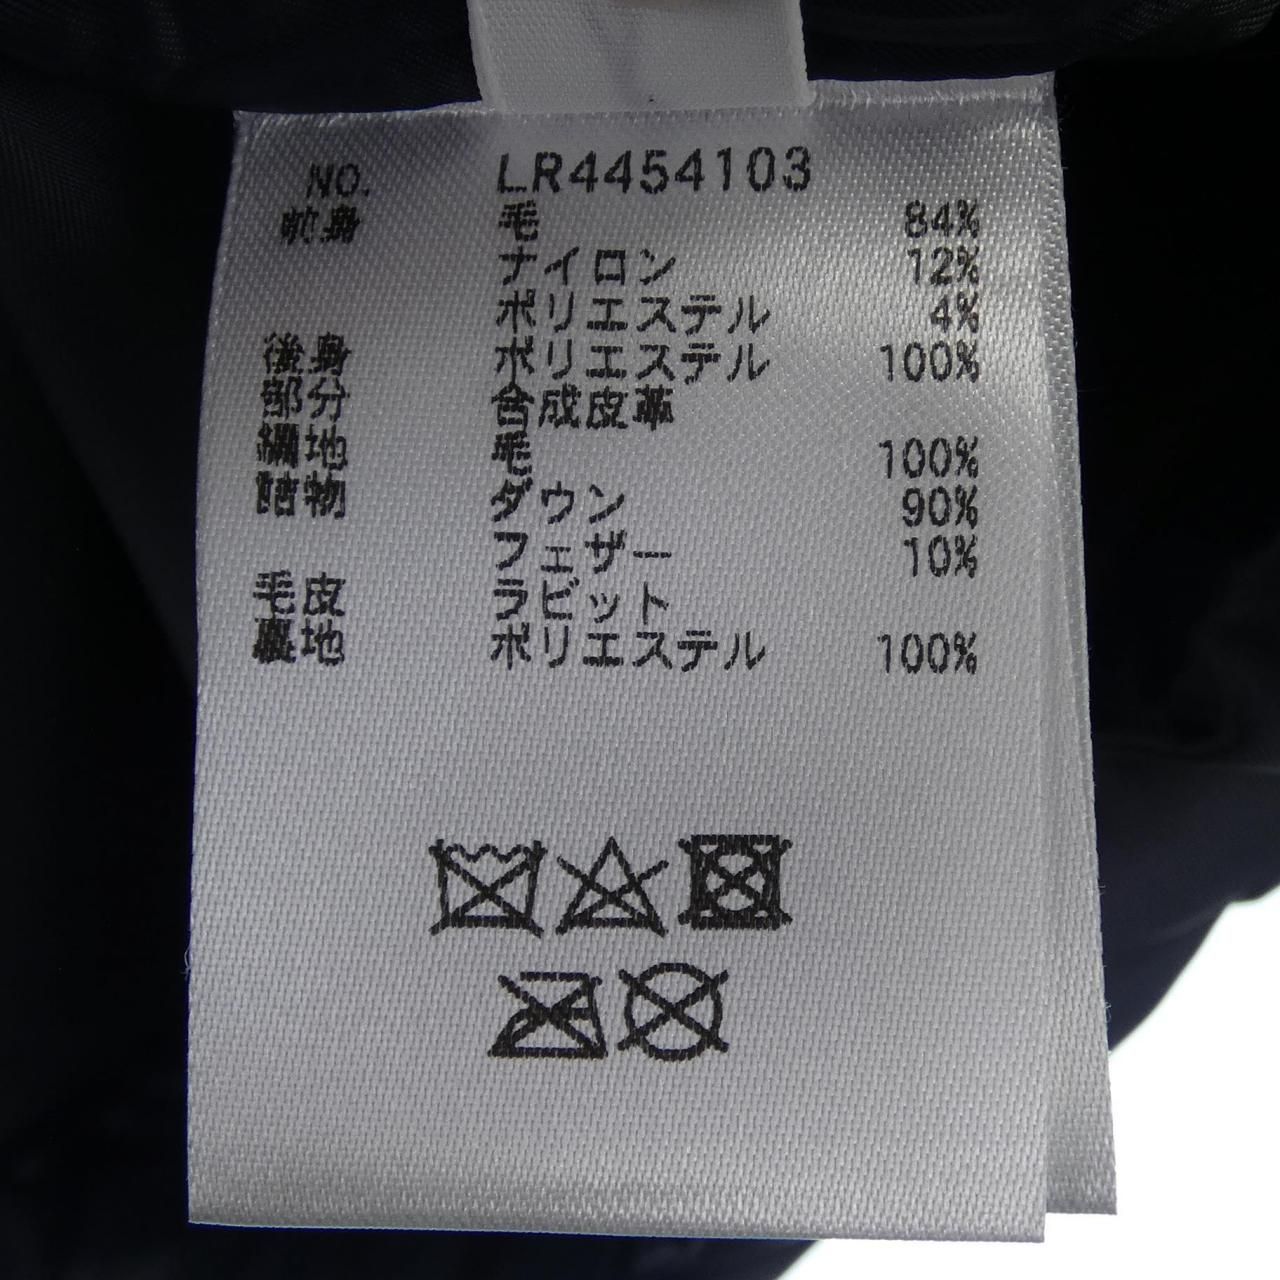 NO. LR4454103
前身 毛 84%
ナイロン 12%
ポリエステル 4%
後身 ポリエステル 100%
部分 合成皮革
編地 毛 100%
詰物 ダウン 90%
フェザー 10%
毛皮 ラビット
裏地 ポリエステル 100%